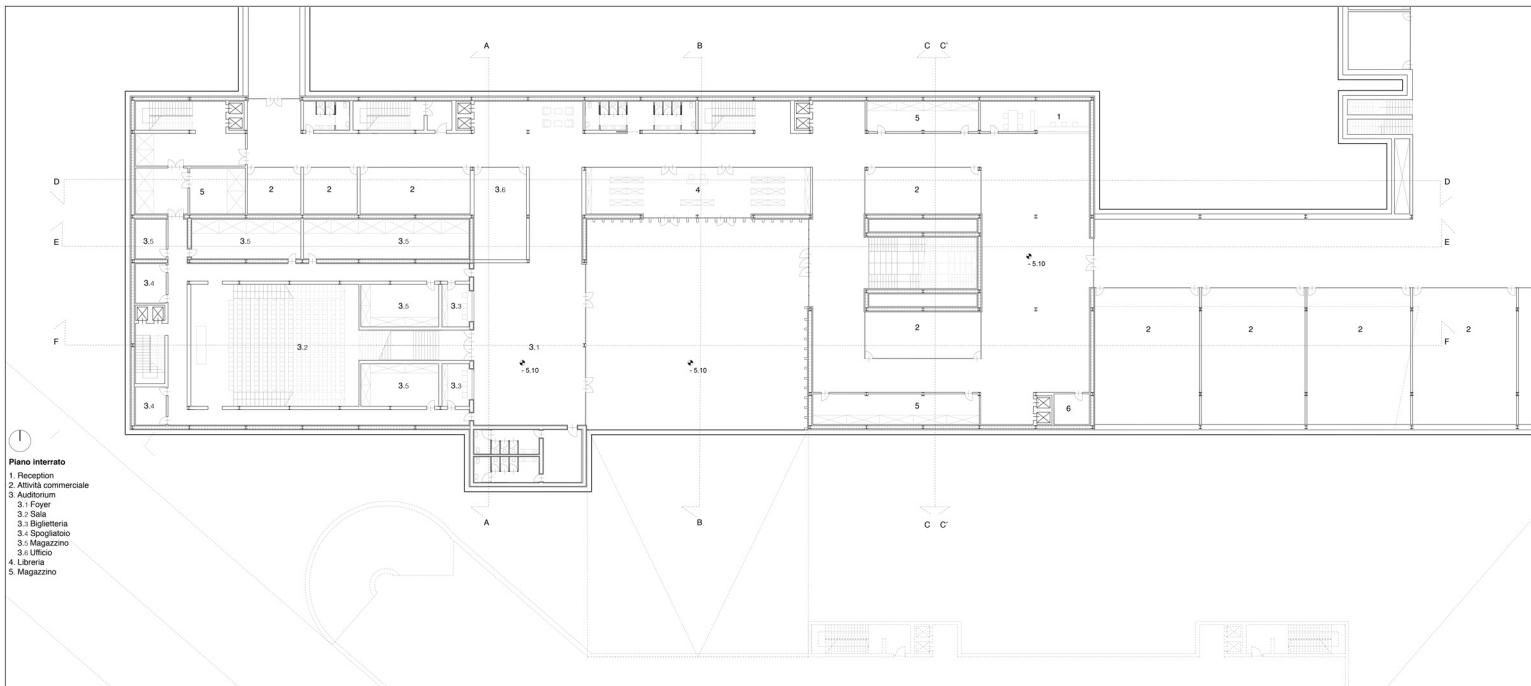 A
B
C C'
5
1
D
2
2
2
3.6
4
2
D
5
3.5
3.5
3.5
E
E
- 5.10
3.4
3.5
3.3
2
2
2
2
2
F
3.2
3.1
F
- 5.10
- 5.10
3.5
3.3
3.4
5
6
A
B
C C'
Piano interrato
1. Reception
2. Attività commerciale
3. Auditorium
3.1 Foyer
3.2 Sala
3.3 Biglietteria
3.4 Spogliatoio
3.5 Magazzino
3.6 Ufficio
4. Libreria
5. Magazzino